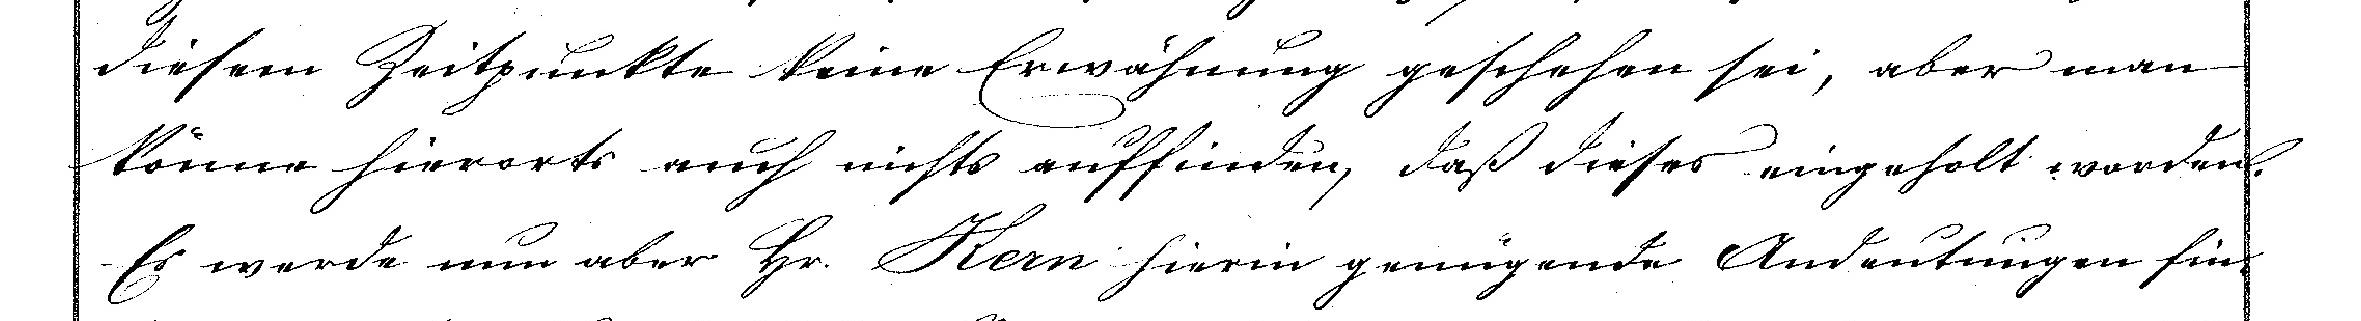 diesem Zeitpunkte keine Erwähnung geschehen sei, aber man
könne hierorts auch nichts auffinden, daß dieses eingeholt worden.
Es werde nun aber Hr. Kern hierin genügende Andeutungen fin-